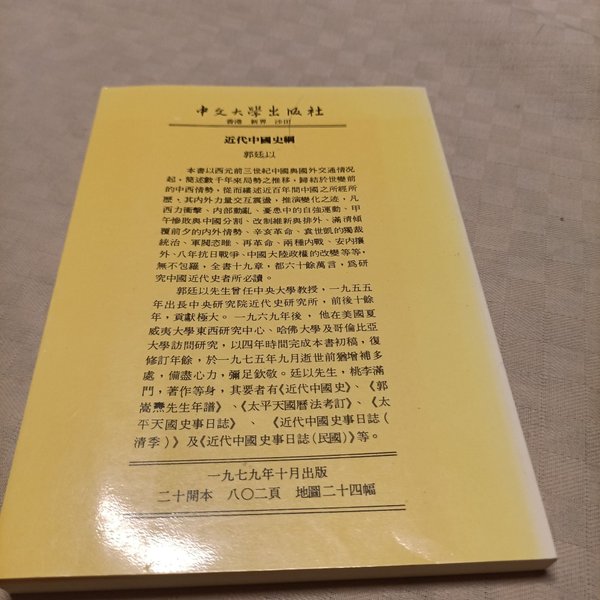 中文大學出版社
香港 新界 沙田
近代中國史綱
郭廷以
本書以西元前三世紀中國與國外交通情況
起，簡述數千年來局勢之推移，歸結於世變前
的中西情勢、從而縷述近百年間中國之所經所
歷、其內外力量交互震盪，推演變化之迹，凡
西力衝擊、內部動亂、憂患中的自強運動、甲
午慘敗與中國分割、改制維新與排外、滿清傾
覆前夕的內外情勢、辛亥革命、袁世凱的獨裁
統治、軍閥恣睢、再革命、兩種內戰、安內攘
外、八年抗日戰爭、中國大陸政權的改變等等，
無不包羅，全書十九章，都六十餘萬言，爲研
究中國近代史者所必讀。
郭廷以先生曾任中央大學教授，一九五五
年出長中央研究院近代史研究所，前後十餘
年，貢獻極大。一九六九年後，他在美國夏
威夷大學東西研究中心、哈佛大學及哥倫比亞
大學訪問研究，以四年時間完成本書初稿，復
修訂年餘，於一九七五年九月逝世前猶增補多
處，備盡心力，彌足欽敬。廷以先生，桃李滿
門，著作等身，其要者有《近代中國史》、《郭
嵩燾先生年譜》、《太平天國曆法考訂》、《太
平天國史事日誌》、《近代中國史事日誌（
清季）》及《近代中國史事日誌（民國）》等。
一九七九年十月出版
二十開本 八〇二頁 地圖二十四幅